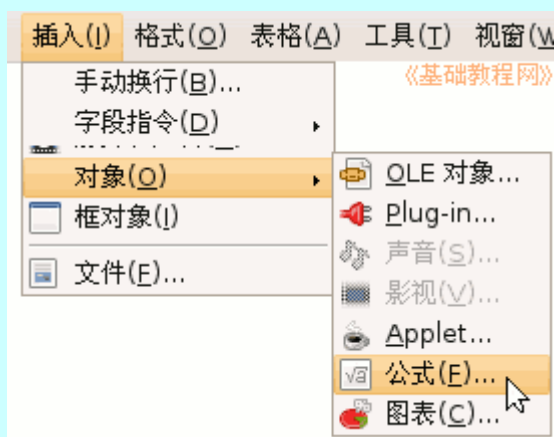 插入(I) 格式(O) 表格(A) 工具(T) 视窗(W
《基础教程网》
手动换行(B)...
字段指令(D)
对象(O)
框对象(I)
文件(F)...
OLE 对象...
Plug-in...
声音(S)...
影视(V)...
Applet...
公式(F)...
图表(C)...